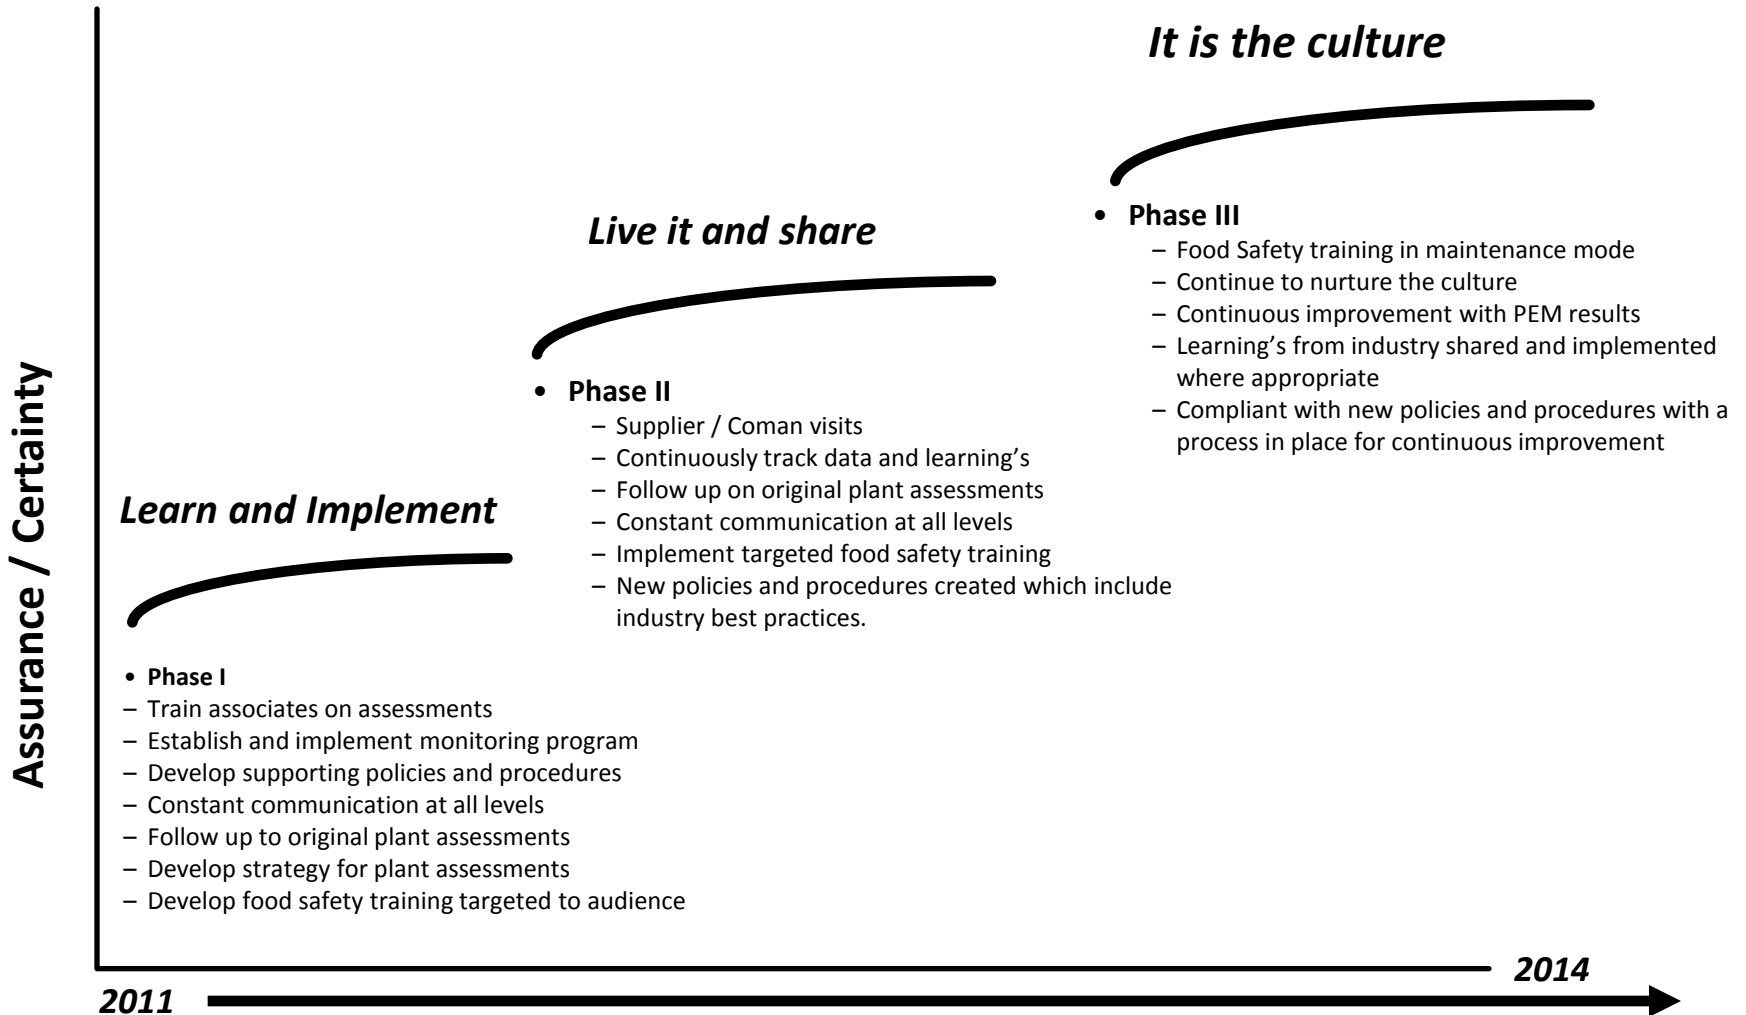 It is the culture
• Phase III
– Food Safety training in maintenance mode
– Continue to nurture the culture
– Continuous improvement with PEM results
– Learning’s from industry shared and implemented
where appropriate
– Compliant with new policies and procedures with a
process in place for continuous improvement
Live it and share
• Phase II
– Supplier / Coman visits
– Continuously track data and learning’s
– Follow up on original plant assessments
– Constant communication at all levels
– Implement targeted food safety training
– New policies and procedures created which include
industry best practices.
Learn and Implement
• Phase I
– Train associates on assessments
– Establish and implement monitoring program
– Develop supporting policies and procedures
– Constant communication at all levels
– Follow up to original plant assessments
– Develop strategy for plant assessments
– Develop food safety training targeted to audience
Assurance / Certainty
2011
2014